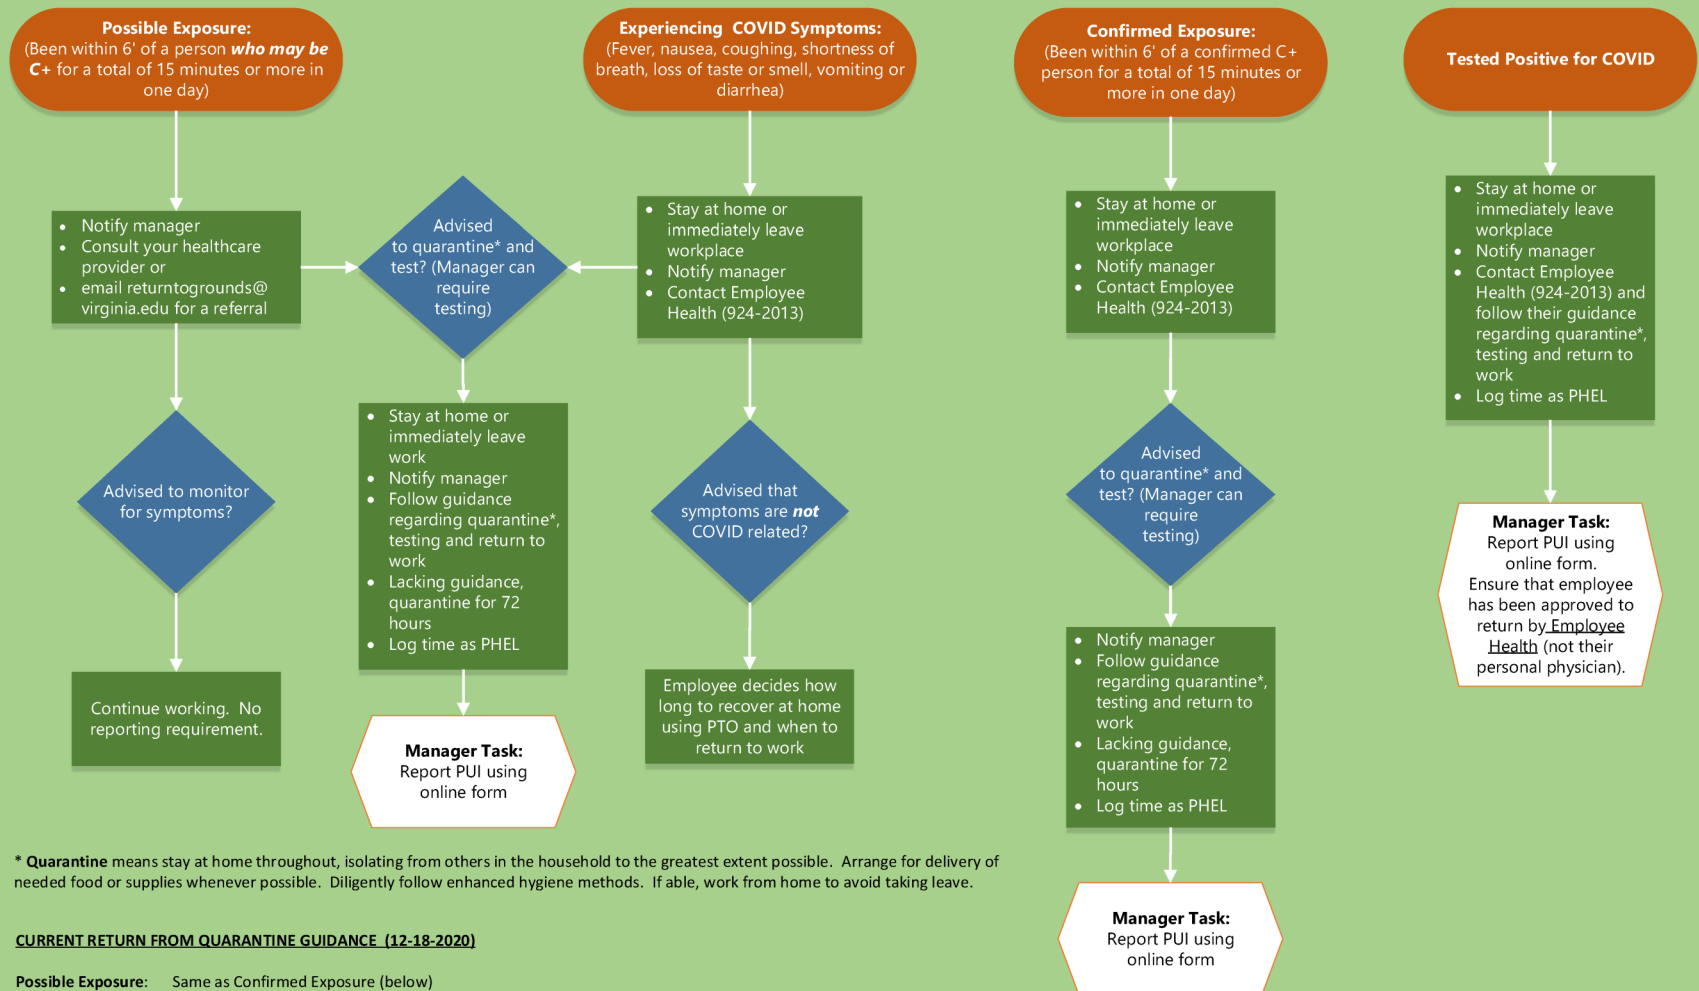 Possible Exposure:
(Been within 6' of a person who may be
C+ for a total of 15 minutes or more in
one day)
Experiencing COVID Symptoms:
(Fever, nausea, coughing, shortness of
breath, loss of taste or smell, vomiting or
diarrhea)
Confirmed Exposure:
(Been within 6' of a confirmed C+
person for a total of 15 minutes or
more in one day)
Tested Positive for COVID
• Notify manager
• Consult your healthcare
provider or
• email returntogrounds@
virginia.edu for a referral
Advised
to quarantine* and
test? (Manager can
require
testing)
• Stay at home or
immediately leave
workplace
• Notify manager
• Contact Employee
Health (924-2013)
• Stay at home or
immediately leave
workplace
• Notify manager
• Contact Employee
Health (924-2013)
• Stay at home or
immediately leave
workplace
• Notify manager
• Contact Employee
Health (924-2013) and
follow their guidance
regarding quarantine*,
testing and return to
work
• Log time as PHEL
Advised to monitor
for symptoms?
• Stay at home or
immediately leave
work
• Notify manager
• Follow guidance
regarding quarantine*,
testing and return to
work
• Lacking guidance,
quarantine for 72
hours
• Log time as PHEL
Advised that
symptoms are not
COVID related?
Advised
to quarantine* and
test? (Manager can
require
testing)
Manager Task:
Report PUI using
online form.
Ensure that employee
has been approved to
return by Employee
Health (not their
personal physician).
Continue working. No
reporting requirement.
Manager Task:
Report PUI using
online form
Employee decides how
long to recover at home
using PTO and when to
return to work
• Notify manager
• Follow guidance
regarding quarantine*,
testing and return to
work
• Lacking guidance,
quarantine for 72
hours
• Log time as PHEL
Manager Task:
Report PUI using
online form
* Quarantine means stay at home throughout, isolating from others in the household to the greatest extent possible. Arrange for delivery of
needed food or supplies whenever possible. Diligently follow enhanced hygiene methods. If able, work from home to avoid taking leave.
CURRENT RETURN FROM QUARANTINE GUIDANCE (12-18-2020)
Possible Exposure: Same as Confirmed Exposure (below)